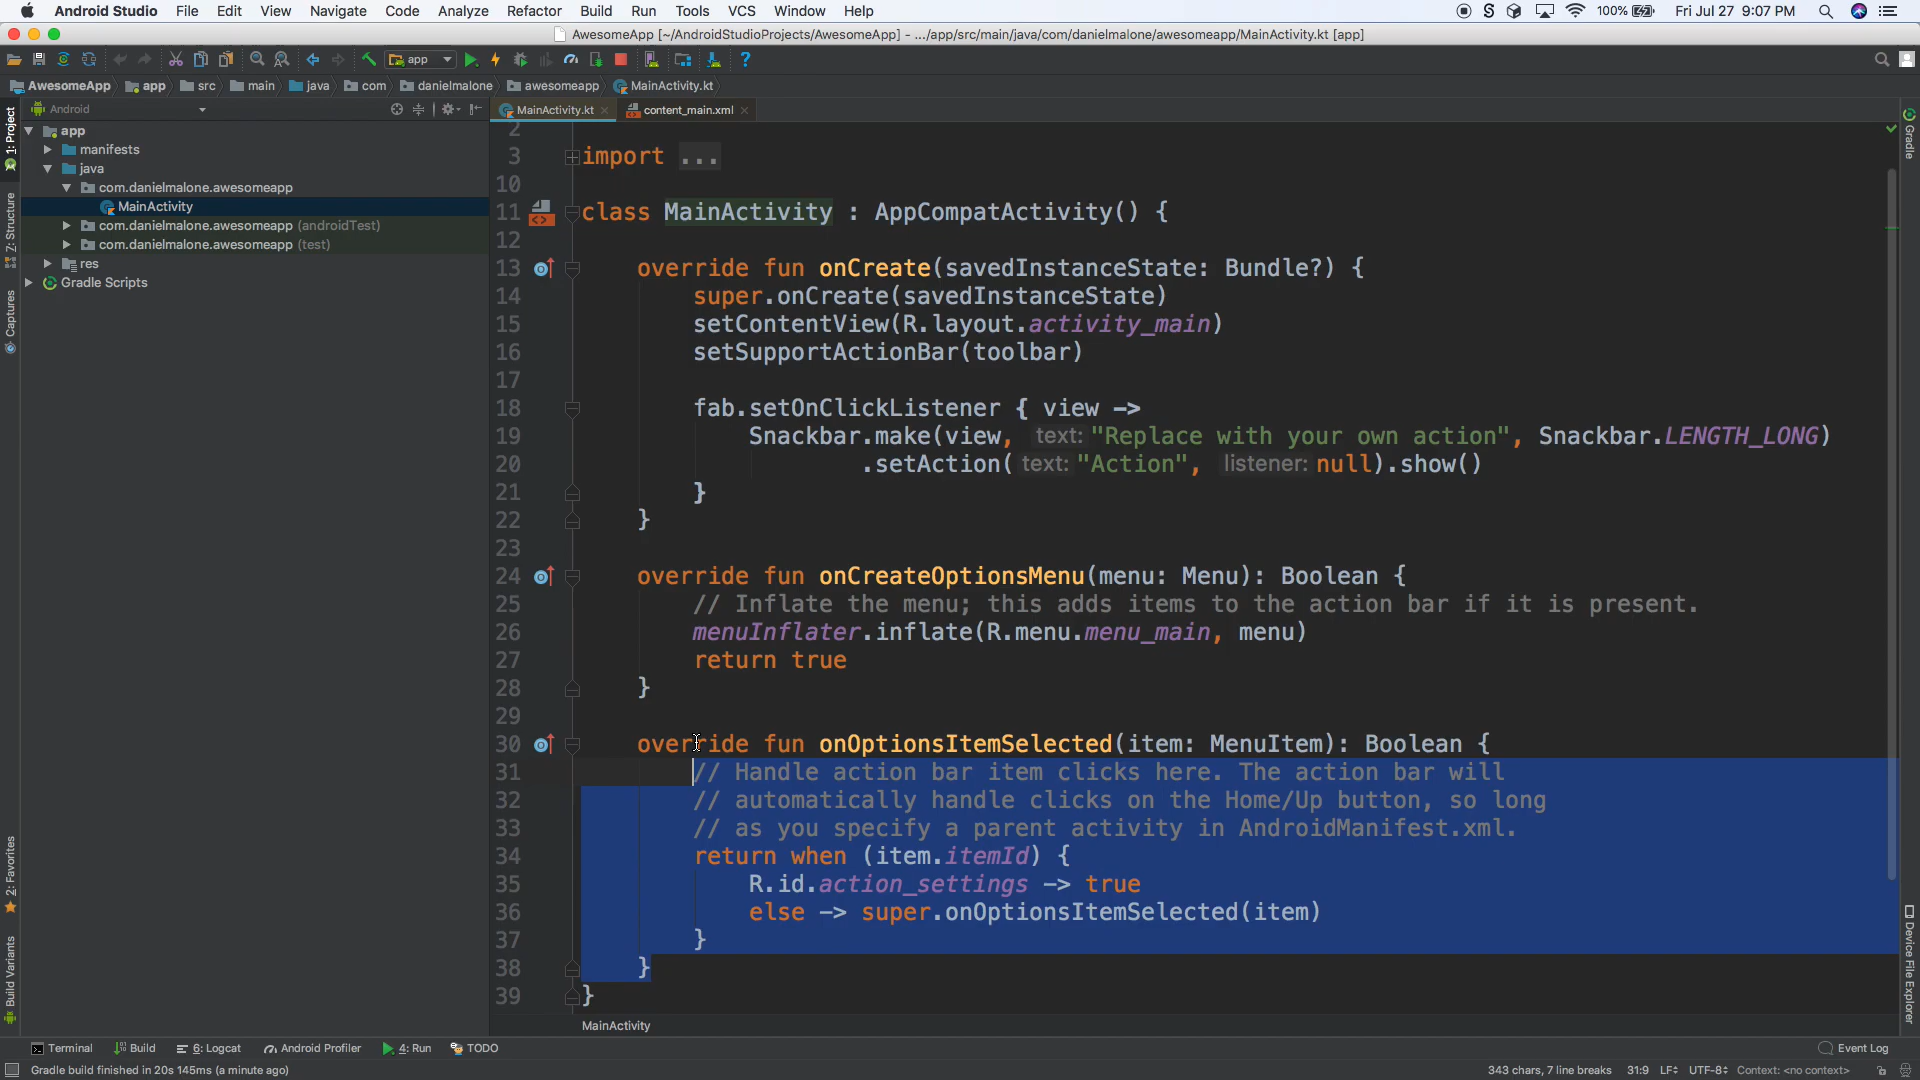 Android Studio File Edit View Navigate Code Analyze Refactor Build Run Tools VCS Window Help 100% Fri Jul 27 9:07 PM
AwesomeApp [~/AndroidStudioProjects/AwesomeApp] - .../app/src/main/java/com/danielmalone/awesomeapp/MainActivity.kt [app]
app
AwesomeApp app src main java com danielmalone awesomeapp MainActivity.kt
Android
MainActivity.kt content_main.xml
app
manifests
java
com.danielmalone.awesomeapp
MainActivity
com.danielmalone.awesomeapp (androidTest)
com.danielmalone.awesomeapp (test)
res
Gradle Scripts
1: Project
7: Structure
Captures
2: Favorites
Build Variants
2
3 import ...
10
11 class MainActivity : AppCompatActivity() {
12
13 override fun onCreate(savedInstanceState: Bundle?) {
14 super.onCreate(savedInstanceState)
15 setContentView(R.layout.activity_main)
16 setSupportActionBar(toolbar)
17
18 fab.setOnClickListener { view ->
19 Snackbar.make(view, text: "Replace with your own action", Snackbar.LENGTH_LONG)
20 .setAction( text: "Action", listener: null).show()
21 }
22 }
23
24 override fun onCreateOptionsMenu(menu: Menu): Boolean {
25 // Inflate the menu; this adds items to the action bar if it is present.
26 menuInflater.inflate(R.menu.menu_main, menu)
27 return true
28 }
29
30 override fun onOptionsItemSelected(item: MenuItem): Boolean {
31 // Handle action bar item clicks here. The action bar will
32 // automatically handle clicks on the Home/Up button, so long
33 // as you specify a parent activity in AndroidManifest.xml.
34 return when (item.itemId) {
35 R.id.action_settings -> true
36 else -> super.onOptionsItemSelected(item)
37 }
38 }
39 }
MainActivity
Gradle
Device File Explorer
Terminal Build 6: Logcat Android Profiler 4: Run TODO Event Log
Gradle build finished in 20s 145ms (a minute ago) 343 chars, 7 line breaks 31:9 LF UTF-8 Context: <no context>